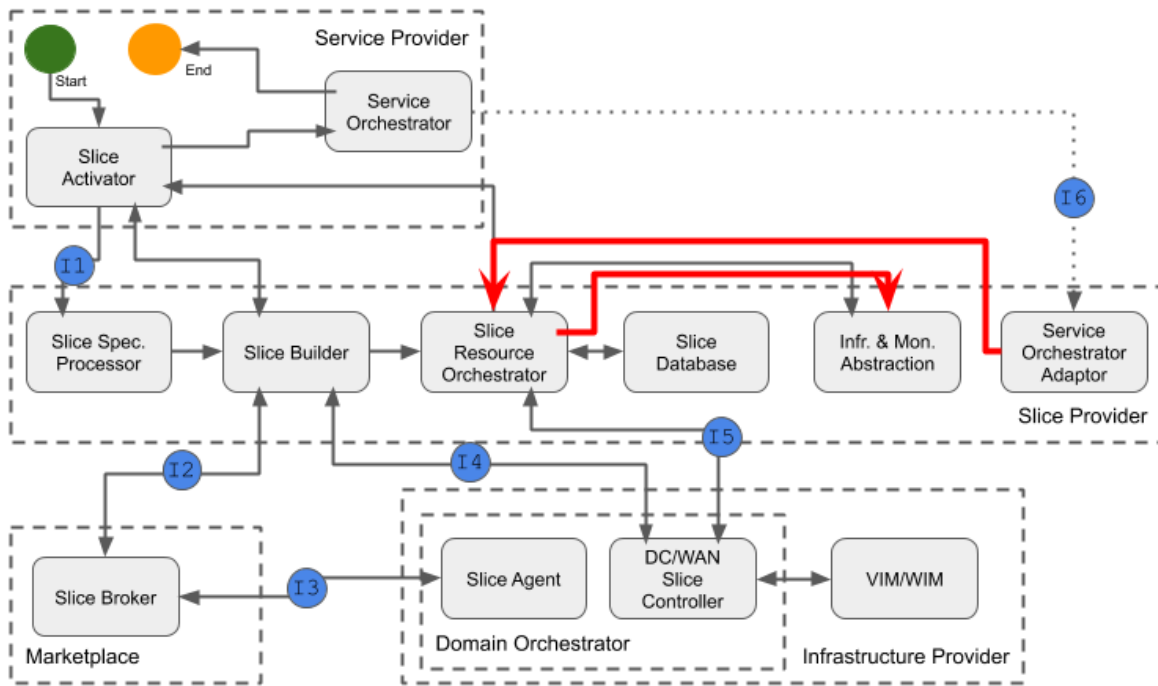 Service Provider
Start
End
Service
Orchestrator
Slice
Activator
I6
I1
Slice Spec.
Processor
Slice Builder
Slice
Resource
Orchestrator
Slice
Database
Infr. & Mon.
Abstraction
Service
Orchestrator
Adaptor
Slice Provider
I5
I2
I4
Slice Broker
I3
Slice Agent
DC/WAN
Slice
Controller
VIM/WIM
Marketplace
Domain Orchestrator
Infrastructure Provider